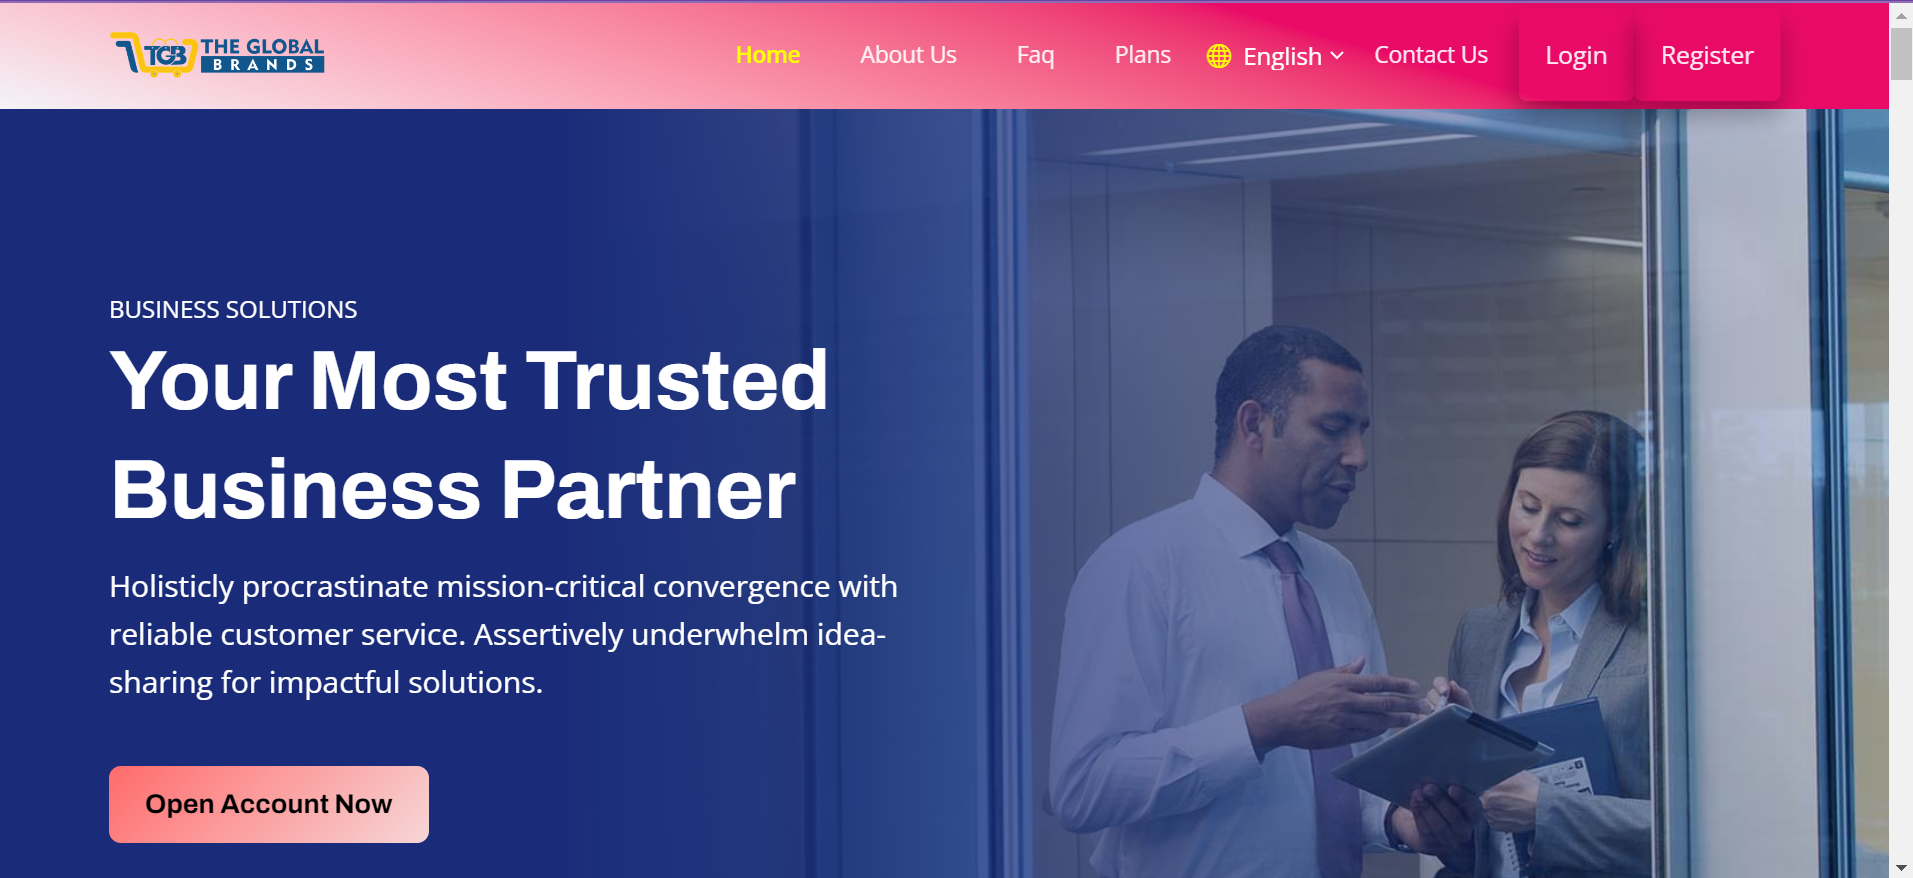 TGB THE GLOBAL
BRANDS
Home About Us Faq Plans English Contact Us Login Register
BUSINESS SOLUTIONS
Your Most Trusted
Business Partner
Holisticly procrastinate mission-critical convergence with
reliable customer service. Assertively underwhelm idea-
sharing for impactful solutions.
Open Account Now